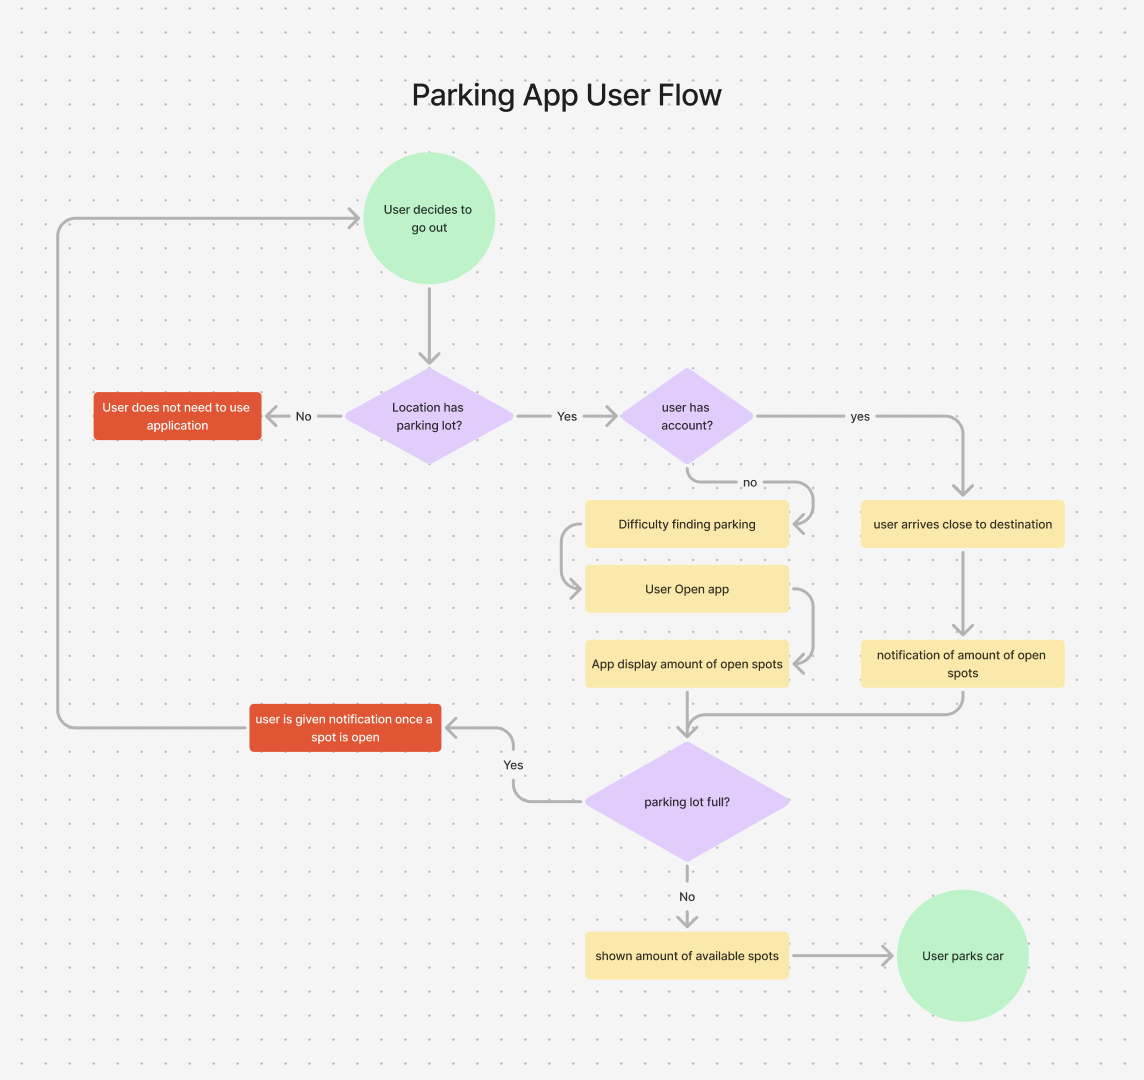 Parking App User Flow
User decides to
go out
User does not need to use
application
No
Location has
parking lot?
Yes
user has
account?
yes
no
Difficulty finding parking
user arrives close to destination
User Open app
App display amount of open spots
notification of amount of open
spots
user is given notification once a
spot is open
Yes
parking lot full?
No
shown amount of available spots
User parks car